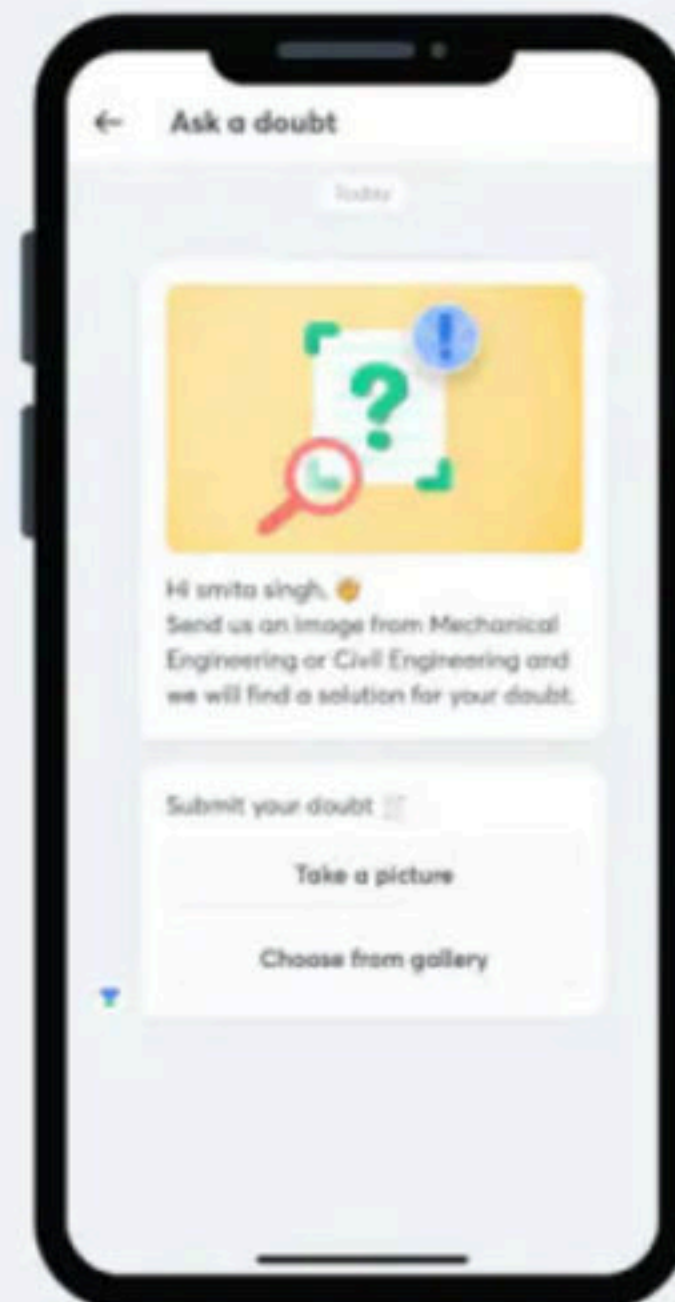 Ask a doubt
Today
?
!
Hi smita singh,
Send us an image from Mechanical
Engineering or Civil Engineering and
we will find a solution for your doubt.
Submit your doubt
Take a picture
Choose from gallery